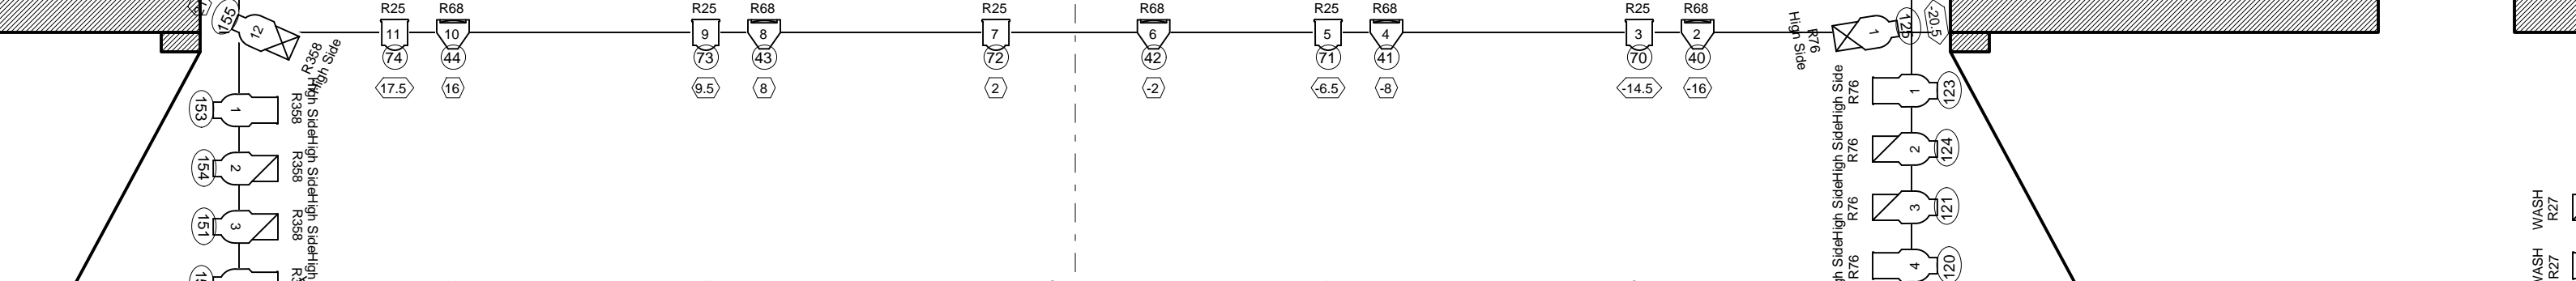 R25 R68 R25 R68 R25 R68 R25 R68 R25 R68
155 12 11 10 9 8 7 6 5 4 3 2 1 125 -20.5
R358
High Side
R76
High Side
74 44 73 43 72 42 71 41 70 40
17.5 16 9.5 8 2 -2 -6.5 -8 -14.5 -16
153 1 R358 High Side
154 2 R358 High Side
151 3 R358 High Side
High
High Side R76 1 123
High Side R76 2 124
High Side R76 3 121
R76 4 120
WASH
R27
WASH
R27